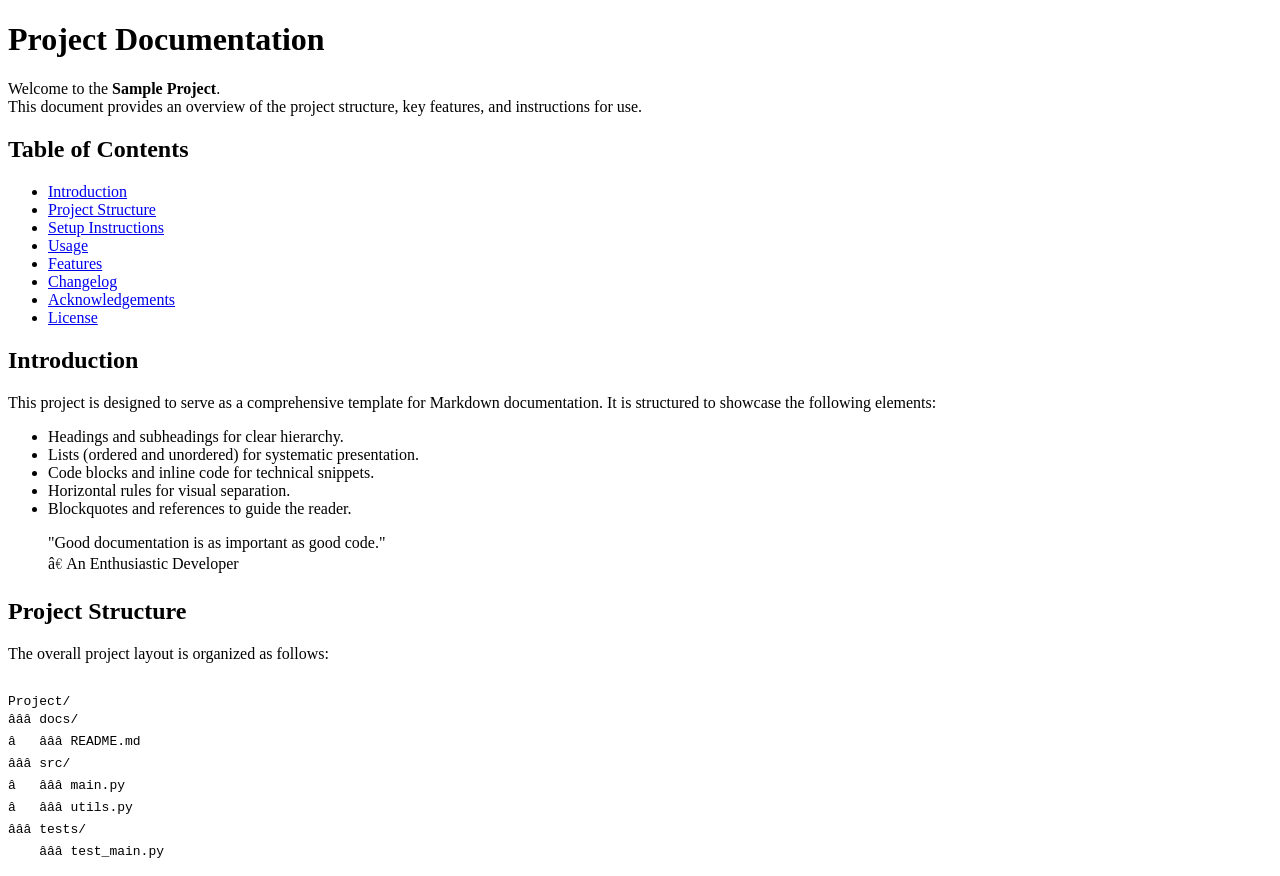 Project Documentation
Welcome to the Sample Project.
This document provides an overview of the project structure, key features, and instructions for use.
Table of Contents
Introduction
Project Structure
Setup Instructions
Usage
Features
Changelog
Acknowledgements
License
Introduction
This project is designed to serve as a comprehensive template for Markdown documentation. It is structured to showcase the following elements:
Headings and subheadings for clear hierarchy.
Lists (ordered and unordered) for systematic presentation.
Code blocks and inline code for technical snippets.
Horizontal rules for visual separation.
Blockquotes and references to guide the reader.
"Good documentation is as important as good code."
â€ An Enthusiastic Developer
Project Structure
The overall project layout is organized as follows:
Project/
âââ docs/
â   âââ README.md
âââ src/
â   âââ main.py
â   âââ utils.py
âââ tests/
    âââ test_main.py